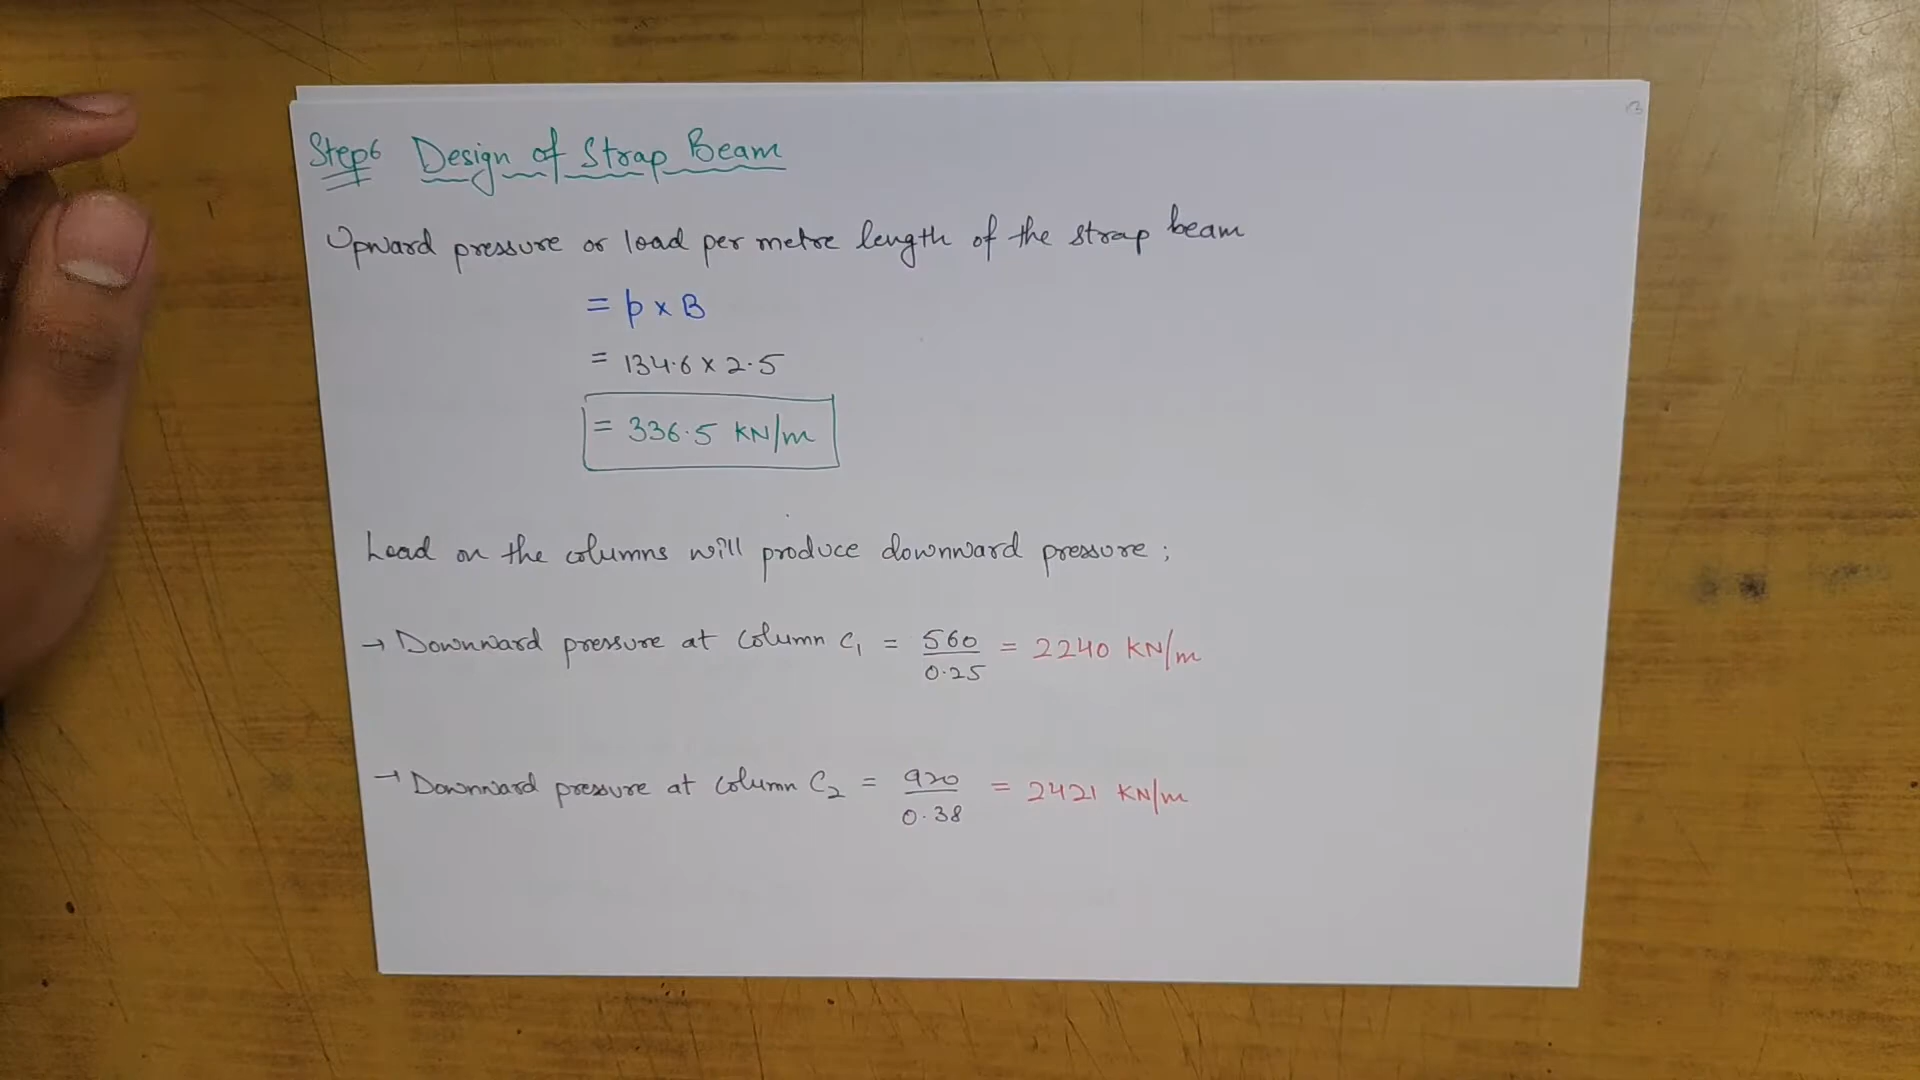 Step6 Design of Strap Beam
Upward pressure or load per metre length of the strap beam
= p x B
= 134.6 x 2.5
= 336.5 KN/m
Load on the columns will produce downward pressure;
→ Downward pressure at column C₁ = 560/0.25 = 2240 KN/m
→ Downward pressure at column C₂ = 920/0.38 = 2421 KN/m